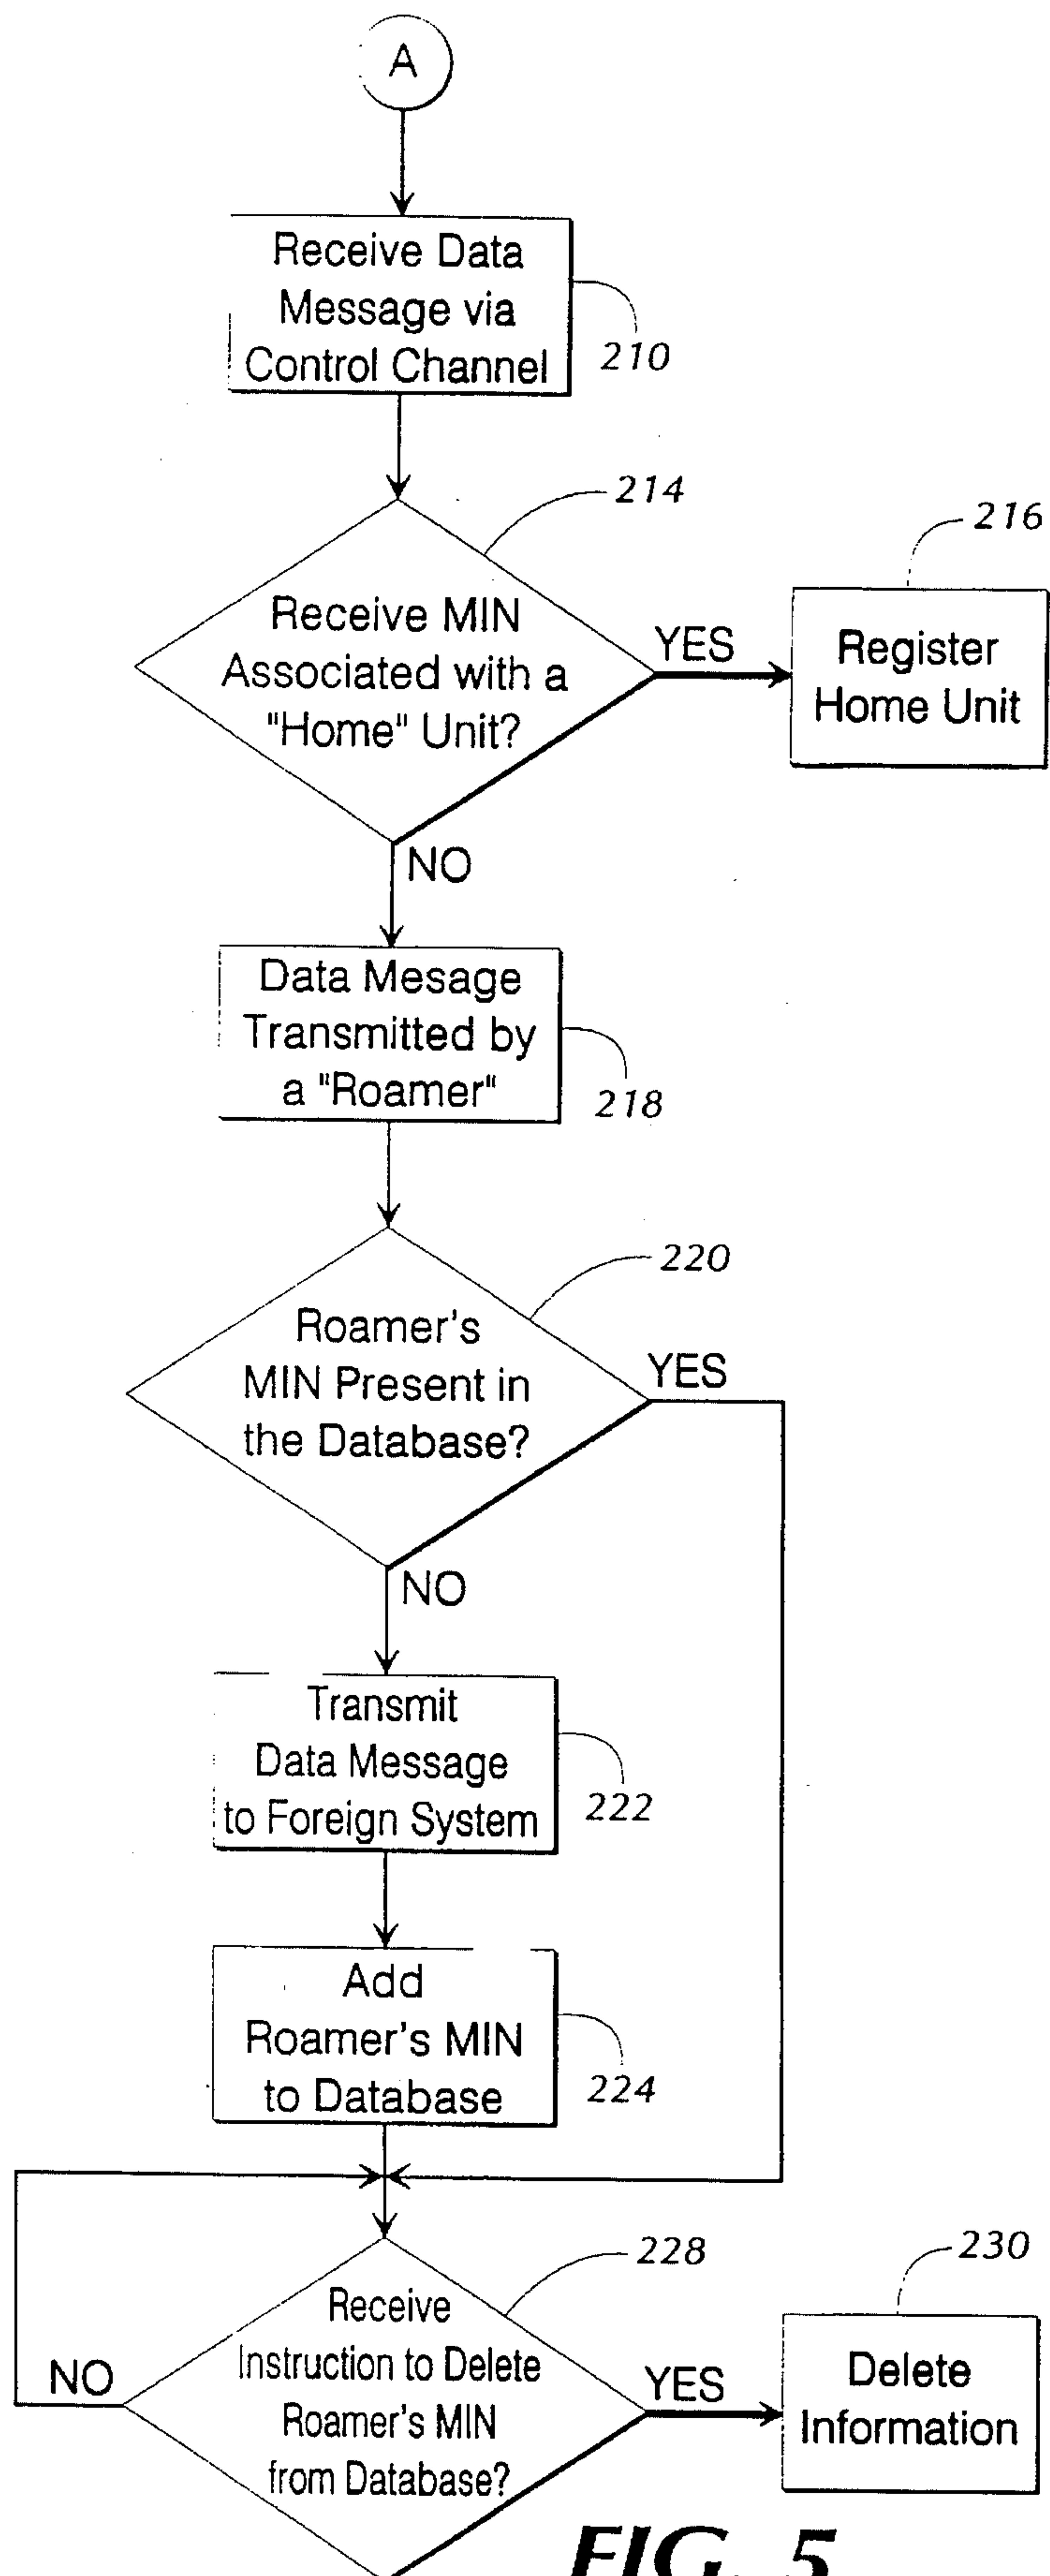 A
Receive Data
Message via
Control Channel
210
214
216
Receive MIN
Associated with a
"Home" Unit?
YES
Register
Home Unit
NO
Data Mesage
Transmitted by
a "Roamer"
218
220
Roamer's
MIN Present in
the Database?
YES
NO
Transmit
Data Message
to Foreign System
222
Add
Roamer's MIN
to Database
224
228
230
Receive
Instruction to Delete
Roamer's MIN
from Database?
NO
YES
Delete
Information
FIG. 5